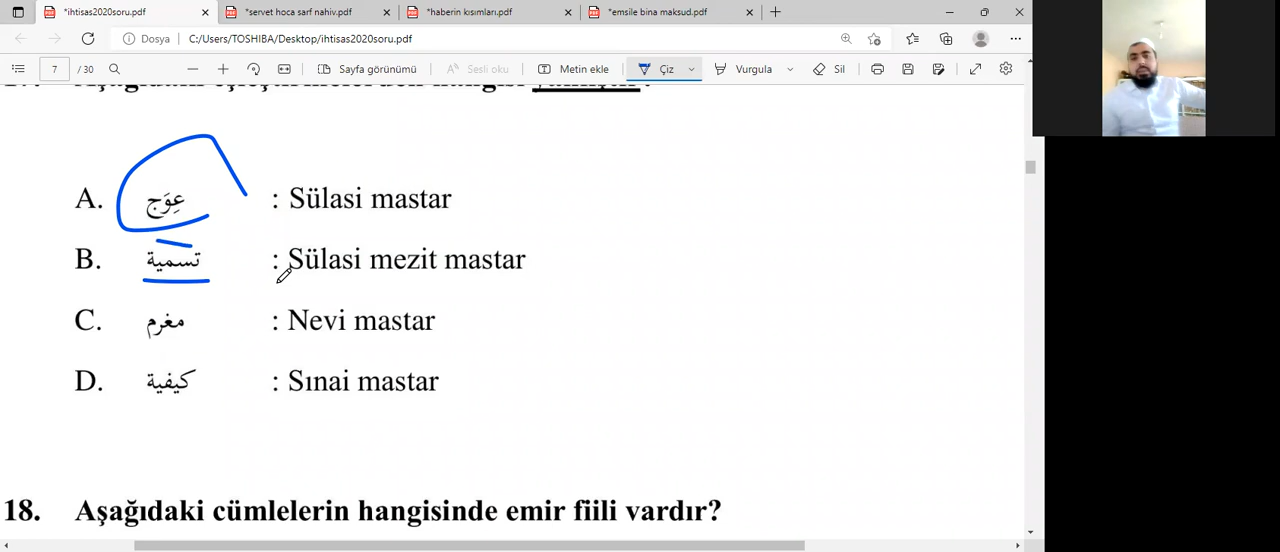 *ihtisas2020soru.pdf
*servet hoca sarf nahiv.pdf
*haberin kısımları.pdf
*emsile bina maksud.pdf
Dosya C:/Users/TOSHIBA/Desktop/ihtisas2020soru.pdf
7 / 30 Sayfa görünümü Sesli oku Metin ekle Çiz Vurgula Sil
A. عِوَج : Sülasi mastar
B. تسمية : Sülasi mezit mastar
C. مغرم : Nevi mastar
D. كيفية : Sınai mastar
18. Aşağıdaki cümlelerin hangisinde emir fiili vardır?